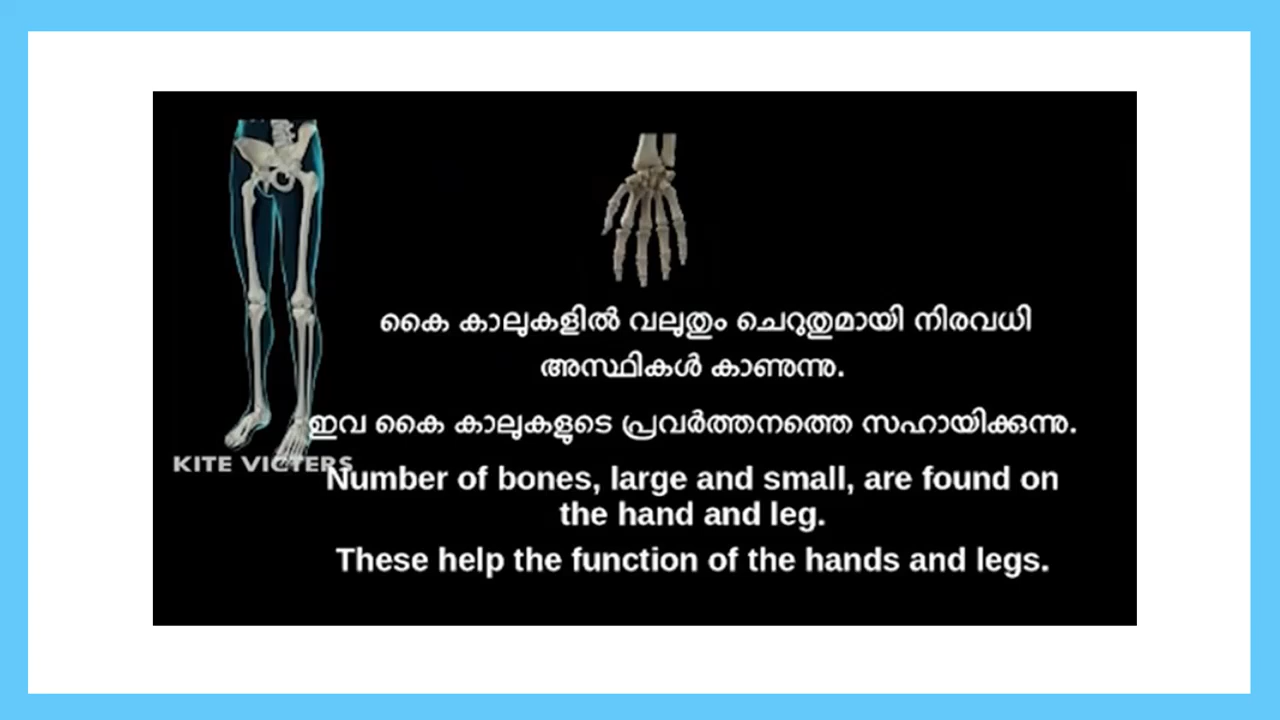 കൈ കാലുകളിൽ വലുതും ചെറുതുമായി നിരവധി
അസ്ഥികൾ കാണുന്നു.
ഇവ കൈ കാലുകളുടെ പ്രവർത്തനത്തെ സഹായിക്കുന്നു.
KITE VICTERS
Number of bones, large and small, are found on
the hand and leg.
These help the function of the hands and legs.